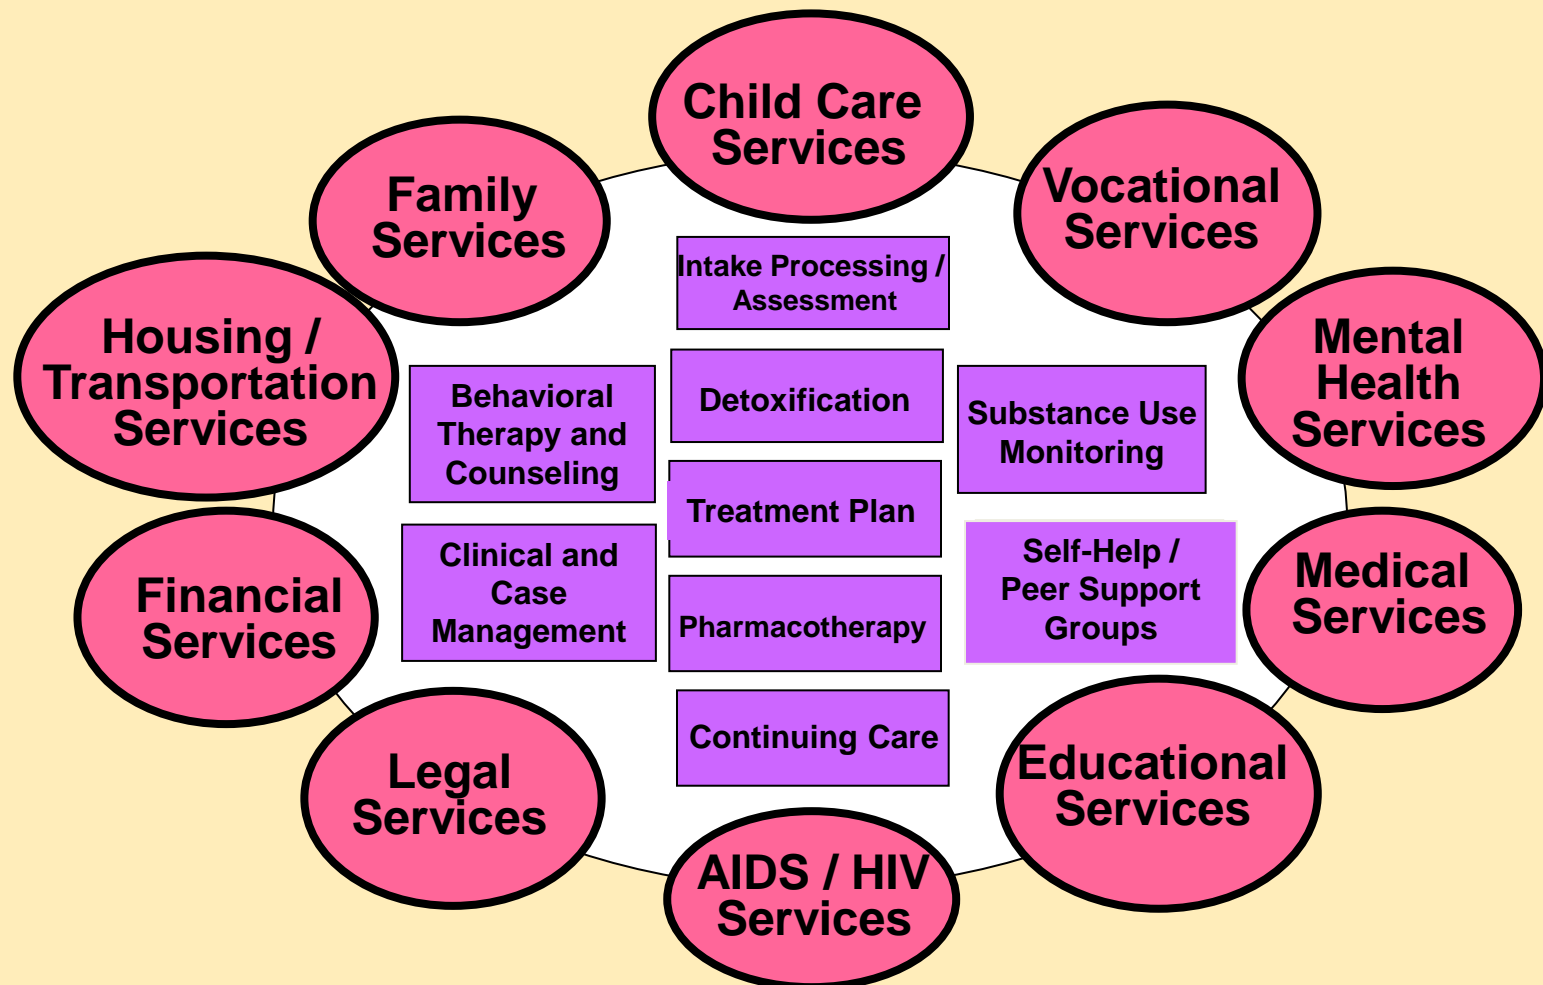 Child Care
Services
Family
Services
Vocational
Services
Housing /
Transportation
Services
Mental
Health
Services
Intake Processing /
Assessment
Behavioral
Therapy and
Counseling
Detoxification
Substance Use
Monitoring
Treatment Plan
Clinical and
Case
Management
Self-Help /
Peer Support
Groups
Pharmacotherapy
Continuing Care
Financial
Services
Medical
Services
Legal
Services
Educational
Services
AIDS / HIV
Services